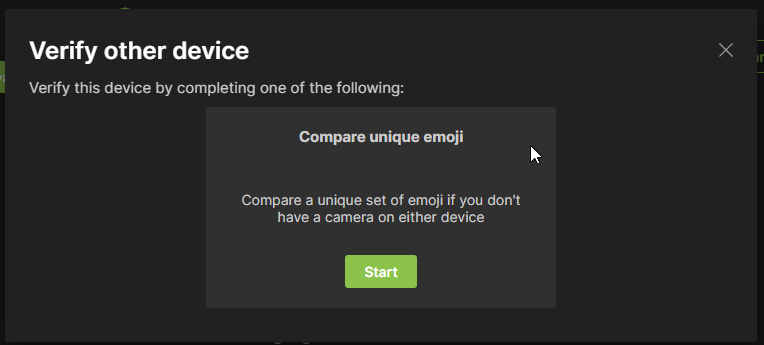 Verify other device
Verify this device by completing one of the following:
Compare unique emoji
Compare a unique set of emoji if you don't
have a camera on either device
Start